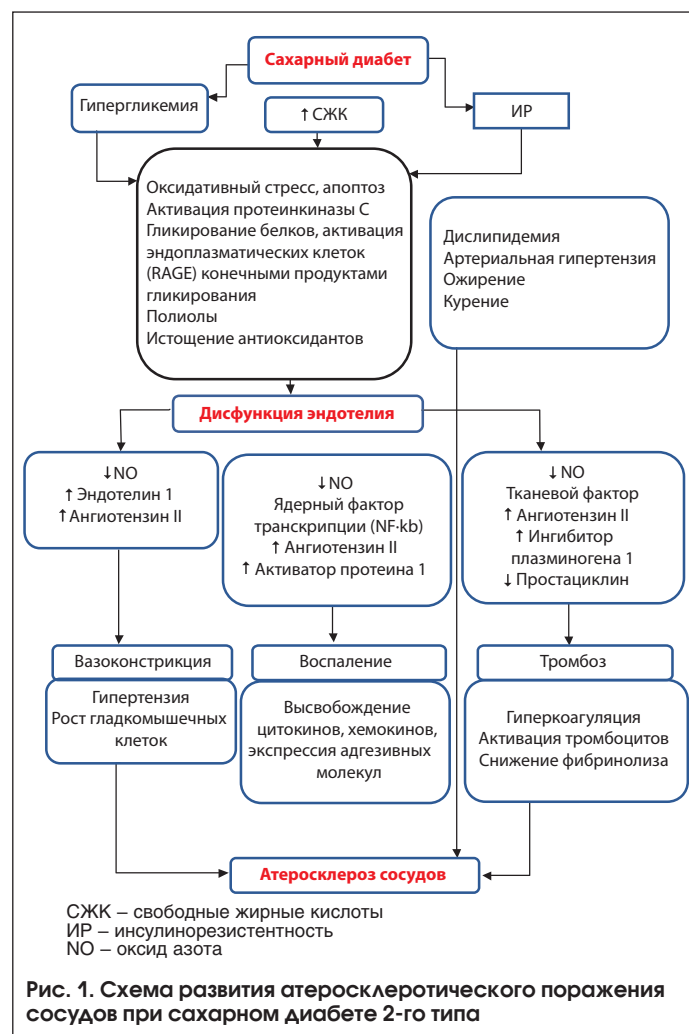 Сахарный диабет
Гипергликемия
↑ СЖК
ИР
Оксидативный стресс, апоптоз
Активация протеинкиназы С
Гликирование белков, активация
эндоплазматических клеток
(RAGE) конечными продуктами
гликирования
Полиолы
Истощение антиоксидантов
Дислипидемия
Артериальная гипертензия
Ожирение
Курение
Дисфункция эндотелия
↓NO
↑ Эндотелин 1
↑Ангиотензин II
↓NO
Ядерный фактор
транскрипции (NF·kb)
↑ Ангиотензин II
↑ Активатор протеина 1
↓ NO
Тканевой фактор
↑ Ангиотензин II
↑ Ингибитор
плазминогена 1
↓ Простациклин
Вазоконстрикция
Гипертензия
Рост гладкомышечных
клеток
Воспаление
Высвобождение
цитокинов, хемокинов,
экспрессия адгезивных
молекул
Тромбоз
Гиперкоагуляция
Активация тромбоцитов
Снижение фибринолиза
Атеросклероз сосудов
СЖК – свободные жирные кислоты
ИР – инсулинорезистентность
NO – оксид азота
Рис. 1. Схема развития атеросклеротического поражения
сосудов при сахарном диабете 2-го типа